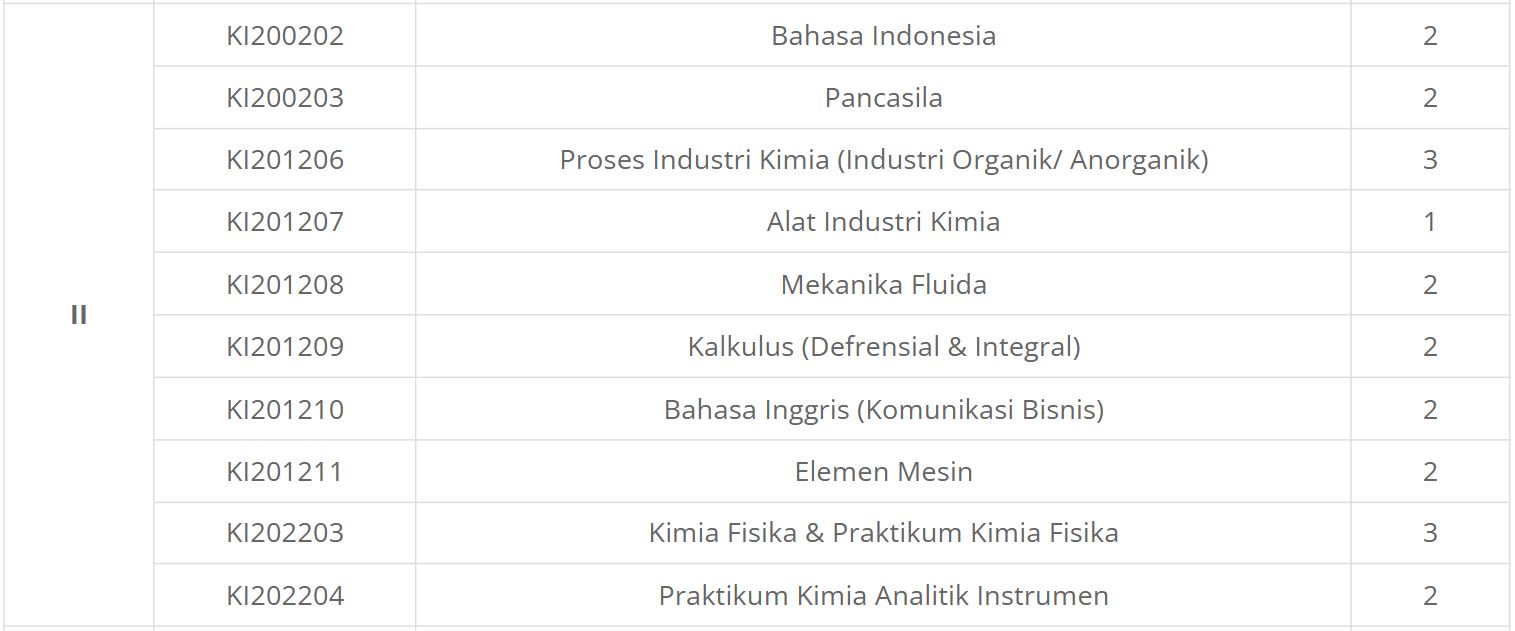 KI200202 Bahasa Indonesia 2
KI200203 Pancasila 2
KI201206 Proses Industri Kimia (Industri Organik/ Anorganik) 3
KI201207 Alat Industri Kimia 1
KI201208 Mekanika Fluida 2
II
KI201209 Kalkulus (Defrensial & Integral) 2
KI201210 Bahasa Inggris (Komunikasi Bisnis) 2
KI201211 Elemen Mesin 2
KI202203 Kimia Fisika & Praktikum Kimia Fisika 3
KI202204 Praktikum Kimia Analitik Instrumen 2